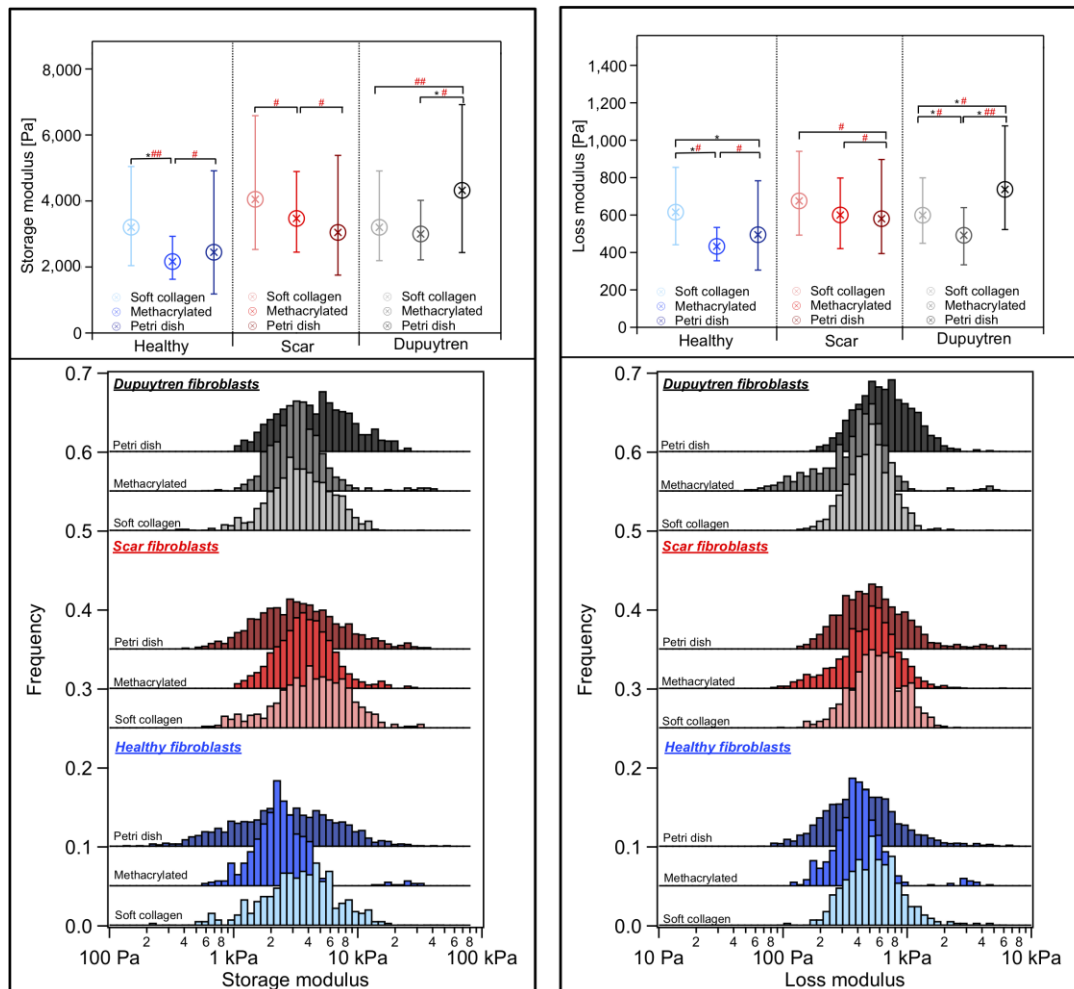 8,000
6,000
4,000
2,000
0
Storage modulus [Pa]
##
* #
# #
*## #
Soft collagen Soft collagen Soft collagen
Methacrylated Methacrylated Methacrylated
Petri dish Petri dish Petri dish
Healthy Scar Dupuytren
1,400
1,200
1,000
800
600
400
200
0
Loss modulus [Pa]
* #
*# * ##
#
#
*
*# #
Soft collagen Soft collagen Soft collagen
Methacrylated Methacrylated Methacrylated
Petri dish Petri dish Petri dish
Healthy Scar Dupuytren
0.7
0.6
0.5
0.4
0.3
0.2
0.1
0.0
Frequency
Dupuytren fibroblasts
Petri dish
Methacrylated
Soft collagen
Scar fibroblasts
Petri dish
Methacrylated
Soft collagen
Healthy fibroblasts
Petri dish
Methacrylated
Soft collagen
2 4 6 8 2 4 6 8 2 4 6 8
100 Pa 1 kPa 10 kPa 100 kPa
Storage modulus
0.7
0.6
0.5
0.4
0.3
0.2
0.1
0.0
Frequency
Dupuytren fibroblasts
Petri dish
Methacrylated
Soft collagen
Scar fibroblasts
Petri dish
Methacrylated
Soft collagen
Healthy fibroblasts
Petri dish
Methacrylated
Soft collagen
2 4 6 8 2 4 6 8 2 4 6 8
10 Pa 100 Pa 1 kPa 10 kPa
Loss modulus